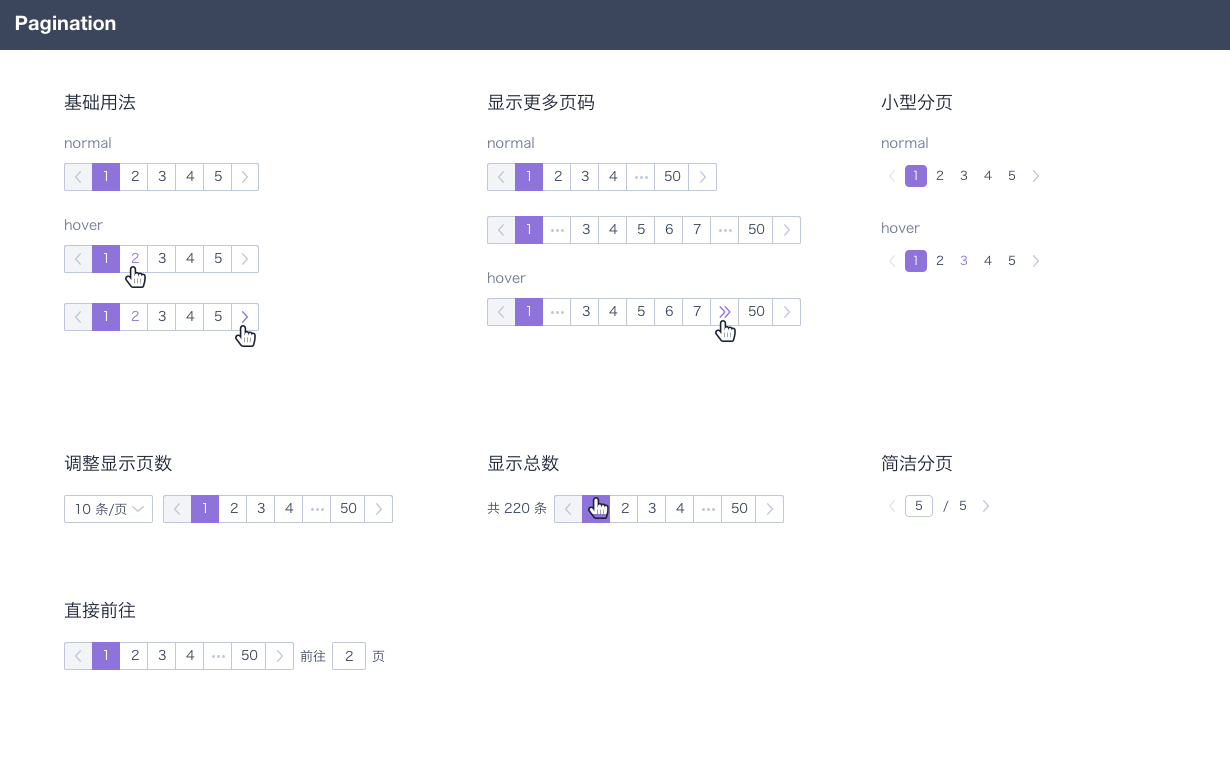 Pagination
基础用法
normal
1 2 3 4 5
hover
1 2 3 4 5
1 2 3 4 5
显示更多页码
normal
1 2 3 4 ··· 50
1 ··· 3 4 5 6 7 ··· 50
hover
1 ··· 3 4 5 6 7 » 50
小型分页
normal
1 2 3 4 5
hover
1 2 3 4 5
调整显示页数
10 条/页 1 2 3 4 ··· 50
显示总数
共 220 条 2 3 4 ··· 50
简洁分页
5 / 5
直接前往
1 2 3 4 ··· 50 前往 2 页